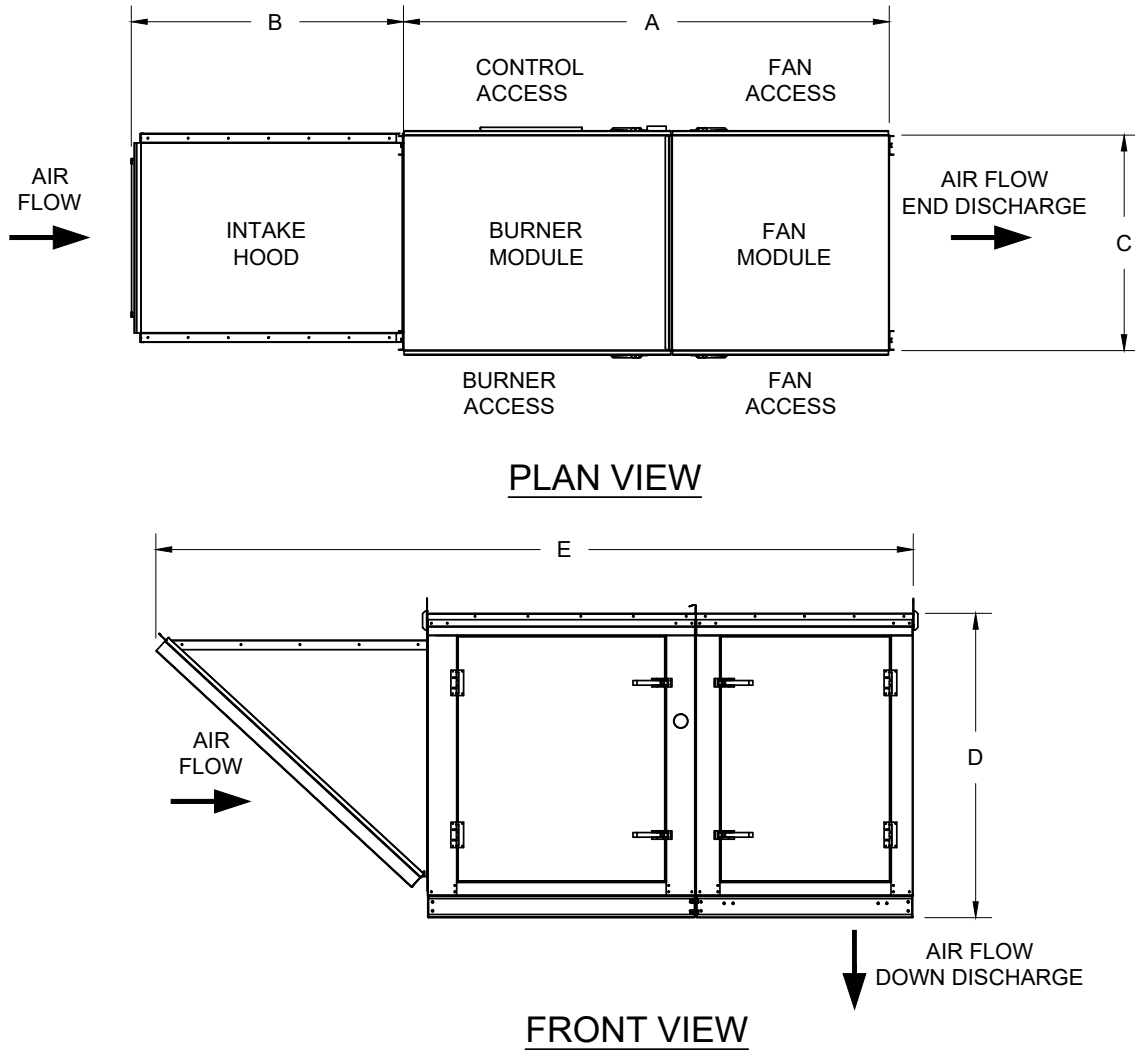 B
A
CONTROL
ACCESS
FAN
ACCESS
AIR
FLOW
INTAKE
HOOD
BURNER
MODULE
FAN
MODULE
AIR FLOW
END DISCHARGE
C
BURNER
ACCESS
FAN
ACCESS
PLAN VIEW
E
AIR
FLOW
D
AIR FLOW
DOWN DISCHARGE
FRONT VIEW